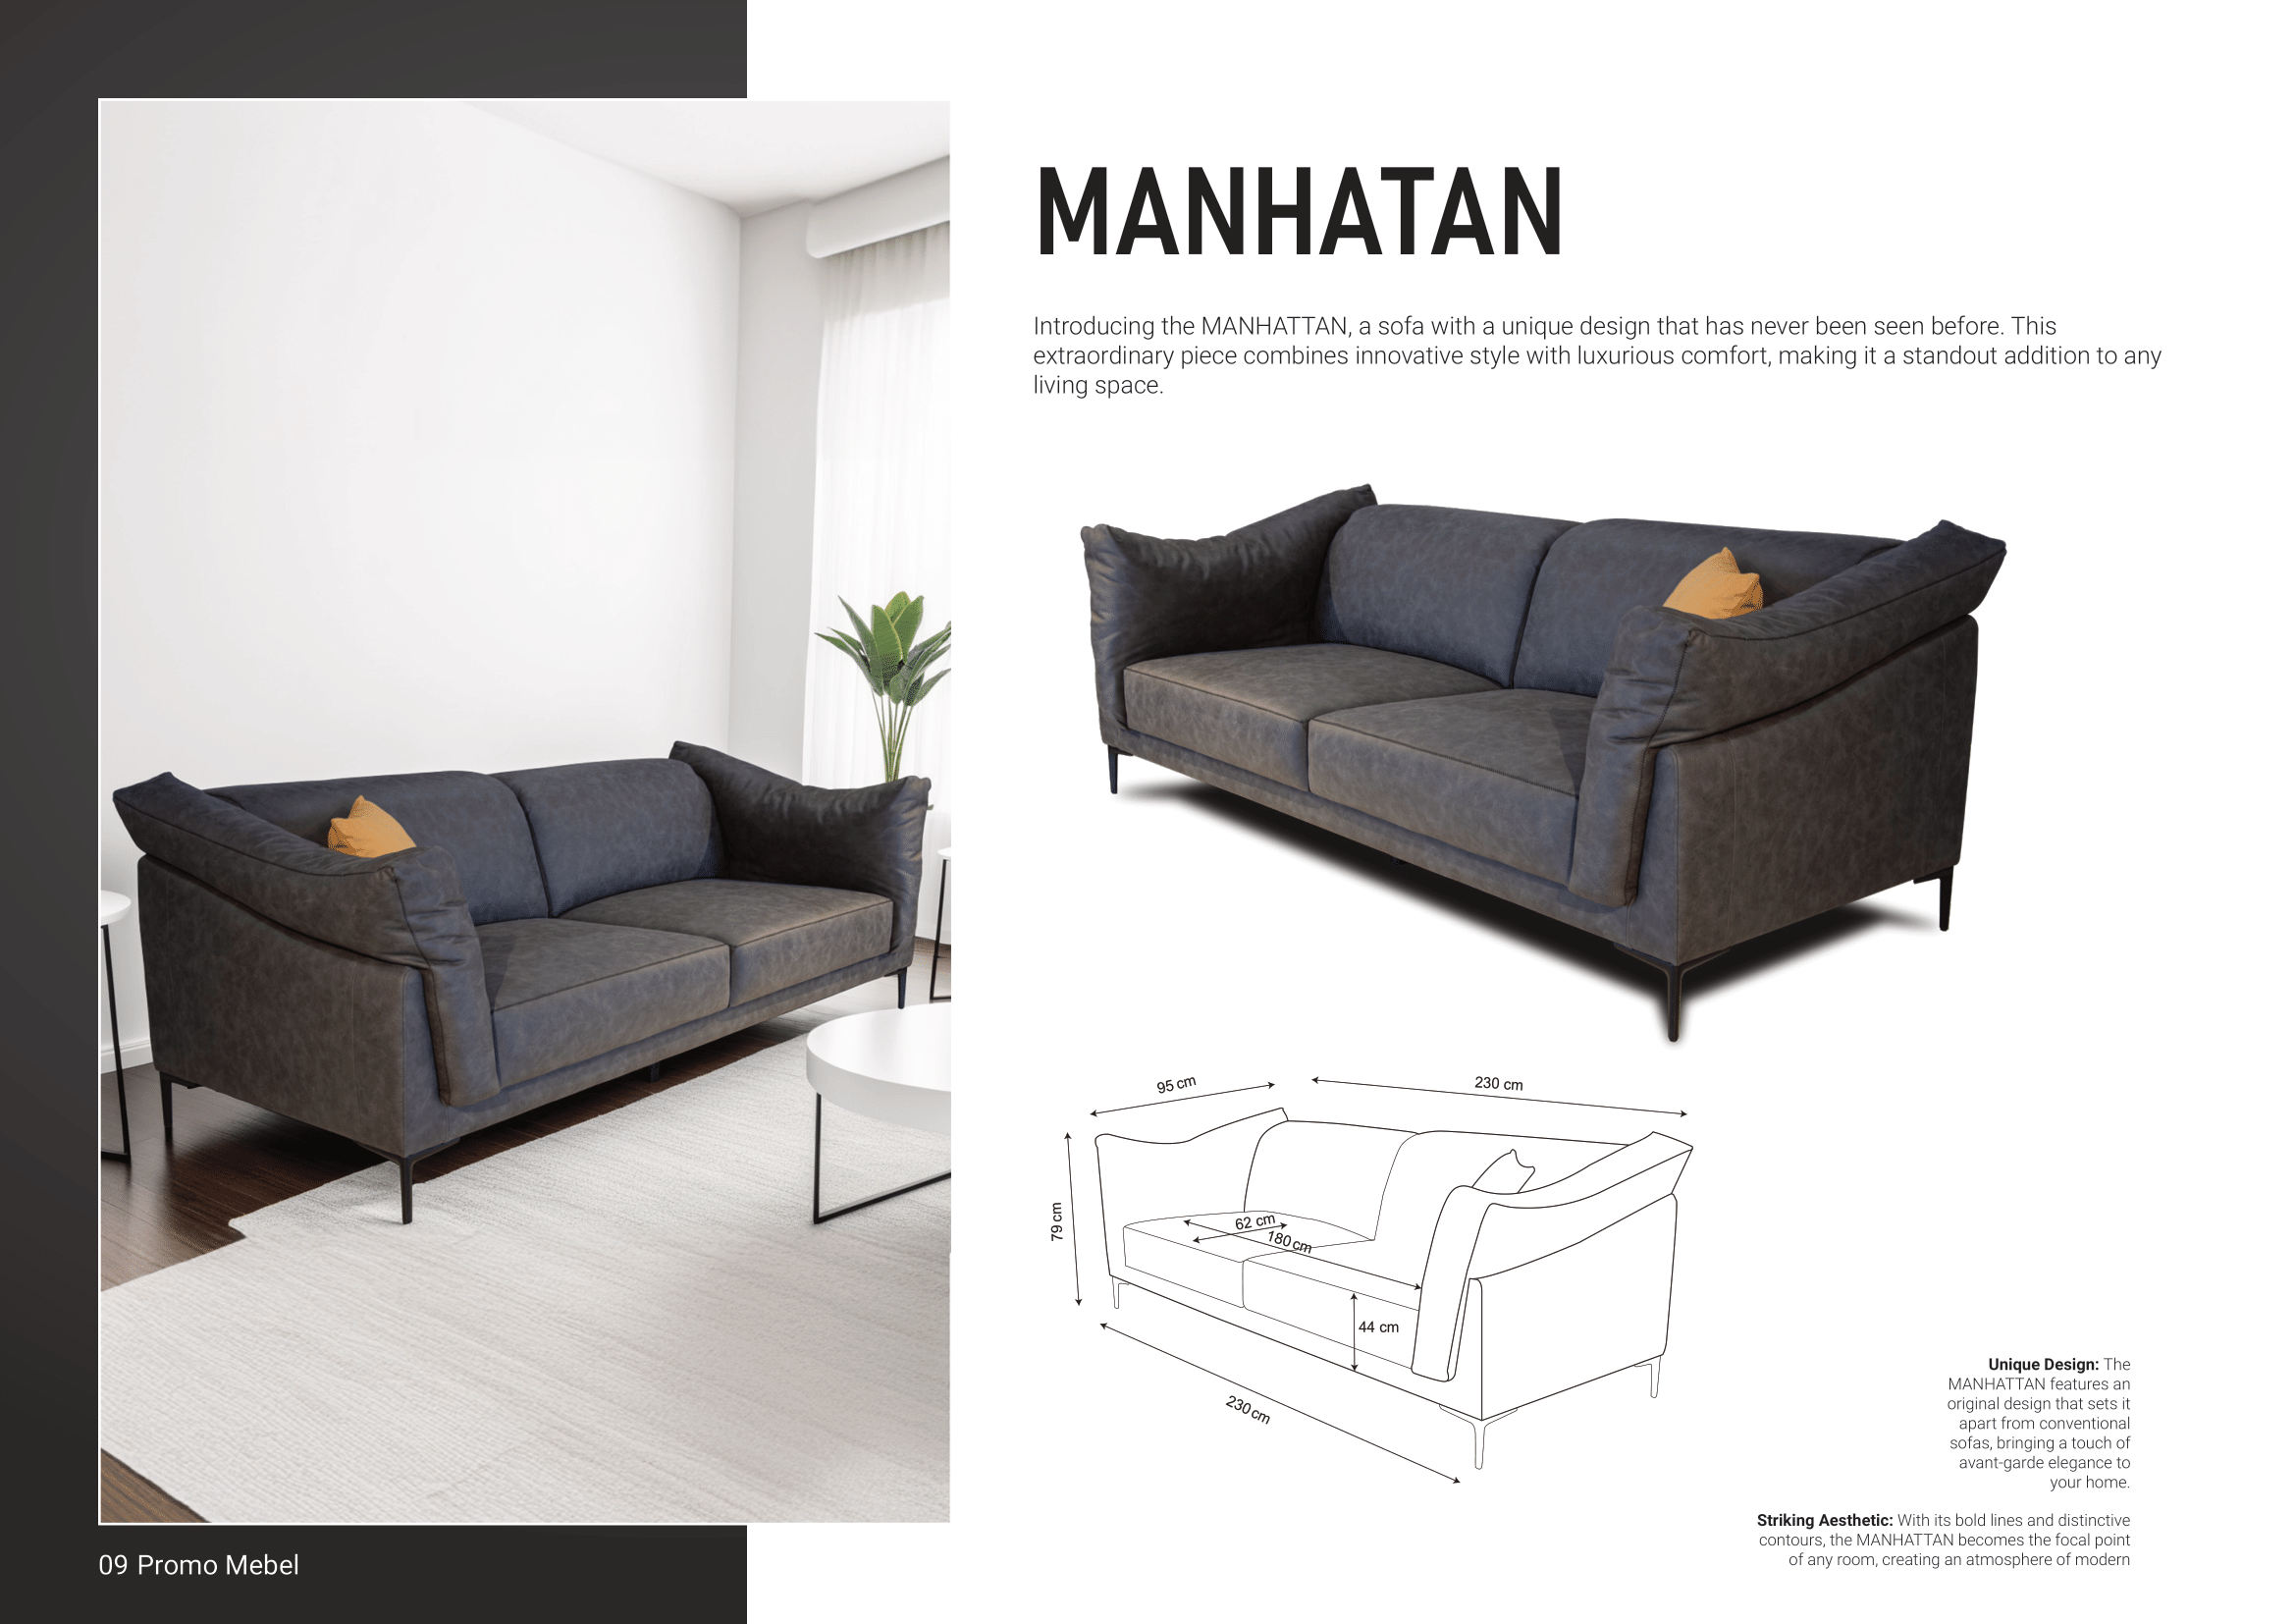 MANHATAN
Introducing the MANHATTAN, a sofa with a unique design that has never been seen before. This
extraordinary piece combines innovative style with luxurious comfort, making it a standout addition to any
living space.
95 cm
230 cm
79 cm
62 cm
180 cm
44 cm
230 cm
Unique Design: The
MANHATTAN features an
original design that sets it
apart from conventional
sofas, bringing a touch of
avant-garde elegance to
your home.
Striking Aesthetic: With its bold lines and distinctive
contours, the MANHATTAN becomes the focal point
of any room, creating an atmosphere of modern
09 Promo Mebel